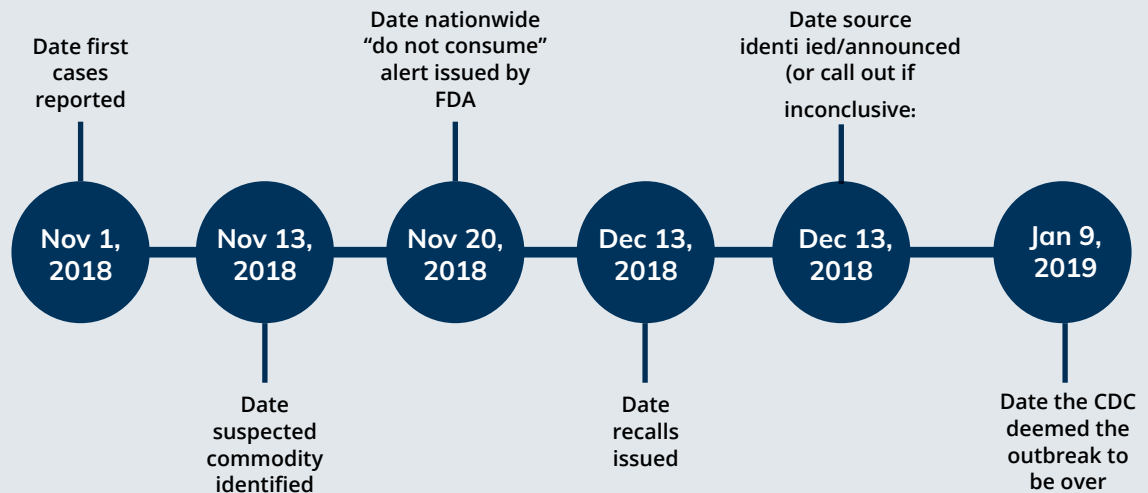 Date first
cases
reported
Nov 1,
2018
Date
suspected
commodity
identified
Nov 13,
2018
Date nationwide
“do not consume”
alert issued by
FDA
Nov 20,
2018
Date
recalls
issued
Dec 13,
2018
Date source
identi ied/announced
(or call out if
inconclusive:
Dec 13,
2018
Date the CDC
deemed the
outbreak to
be over
Jan 9,
2019